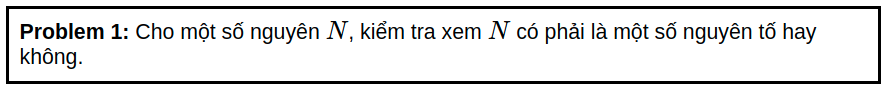 Problem 1: Cho một số nguyên N, kiểm tra xem N có phải là một số nguyên tố hay
không.